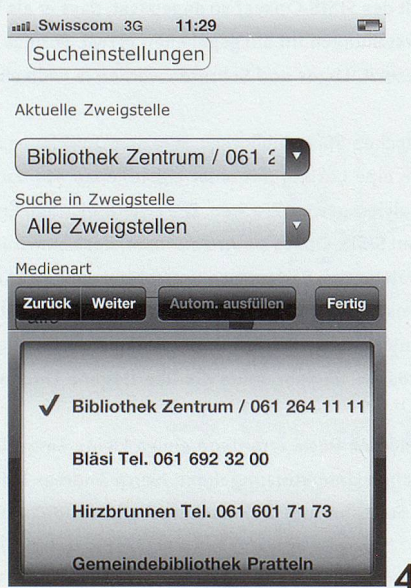 Swisscom 3G 11:29
Sucheinstellungen
Aktuelle Zweigstelle
Bibliothek Zentrum / 061 2
Suche in Zweigstelle
Alle Zweigstellen
Medienart
Zurück Weiter Autom. ausfüllen Fertig
Bibliothek Zentrum / 061 264 11 11
Bläsi Tel. 061 692 32 00
Hirzbrunnen Tel. 061 601 71 73
Gemeindebibliothek Pratteln
4